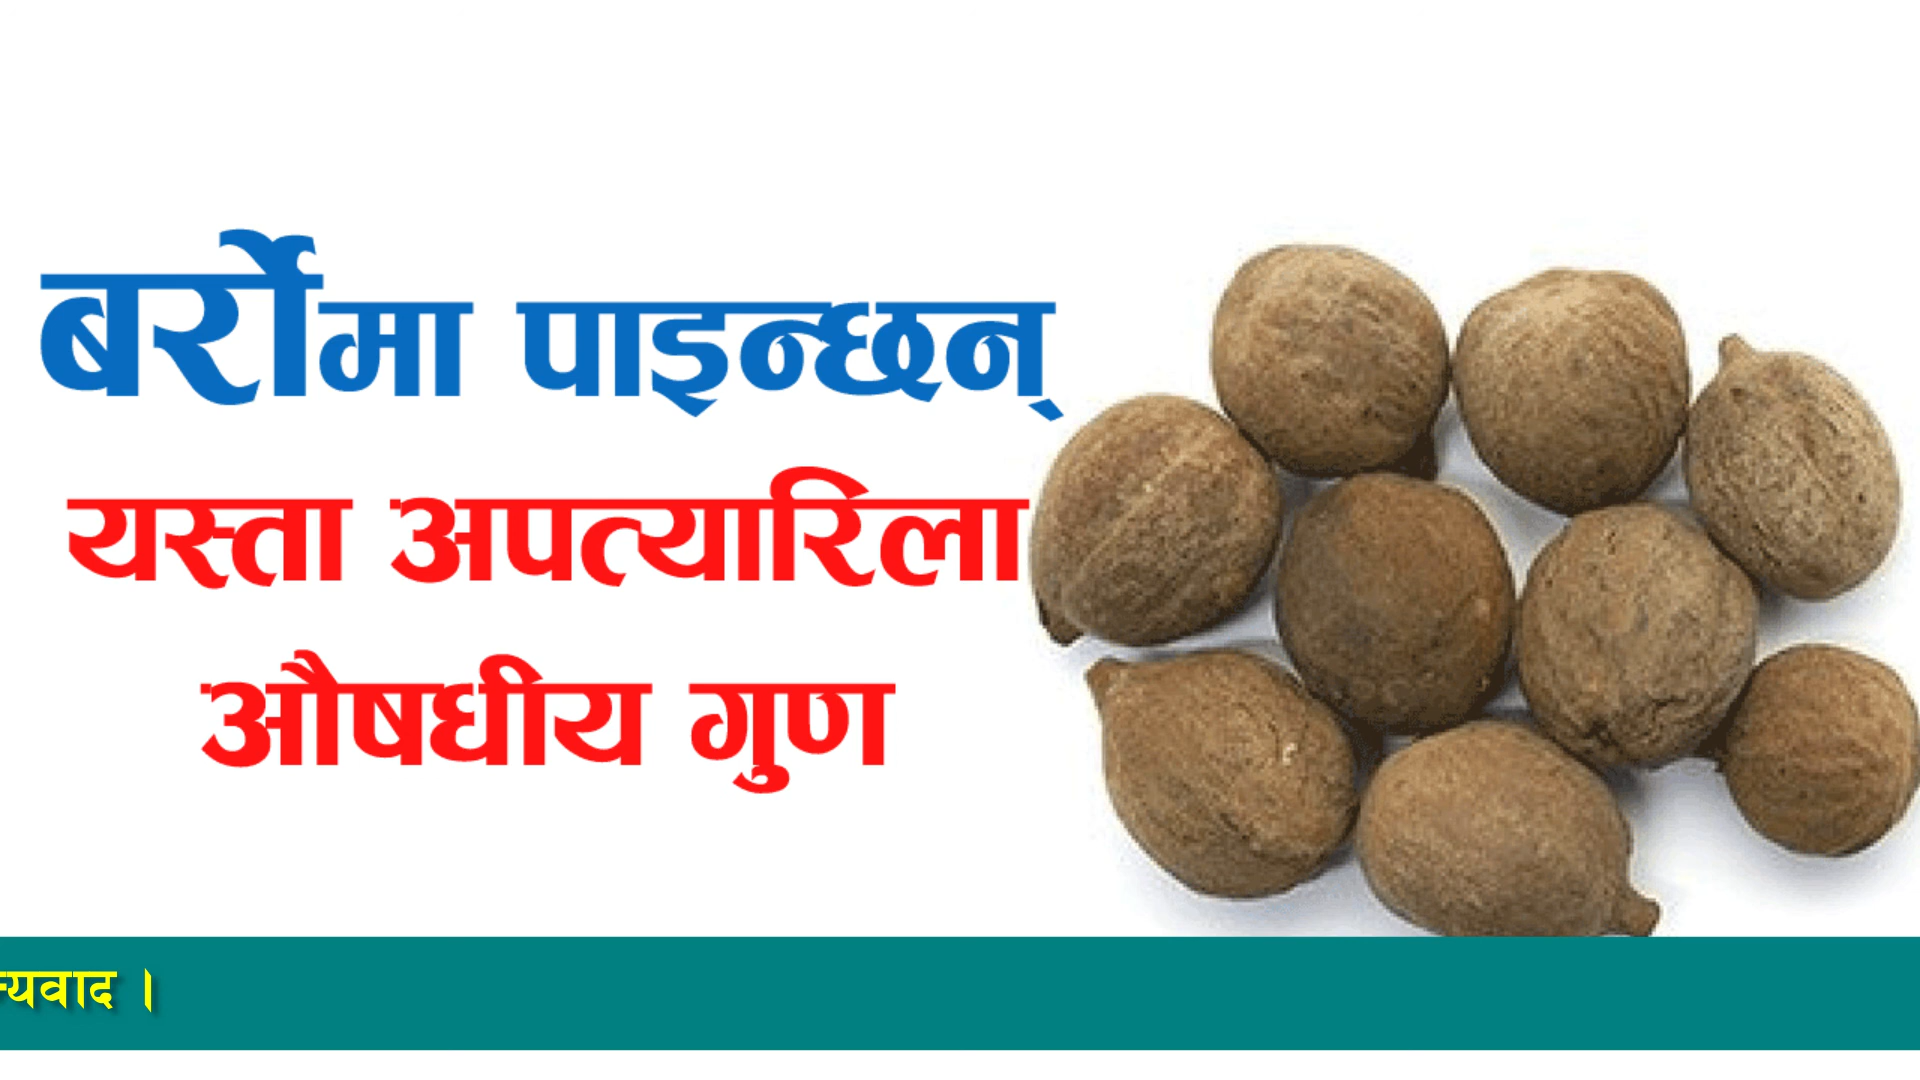 बर्रोमा पाइन्छन्
यस्ता अपत्यारिला
औषधीय गुण
न्यवाद ।